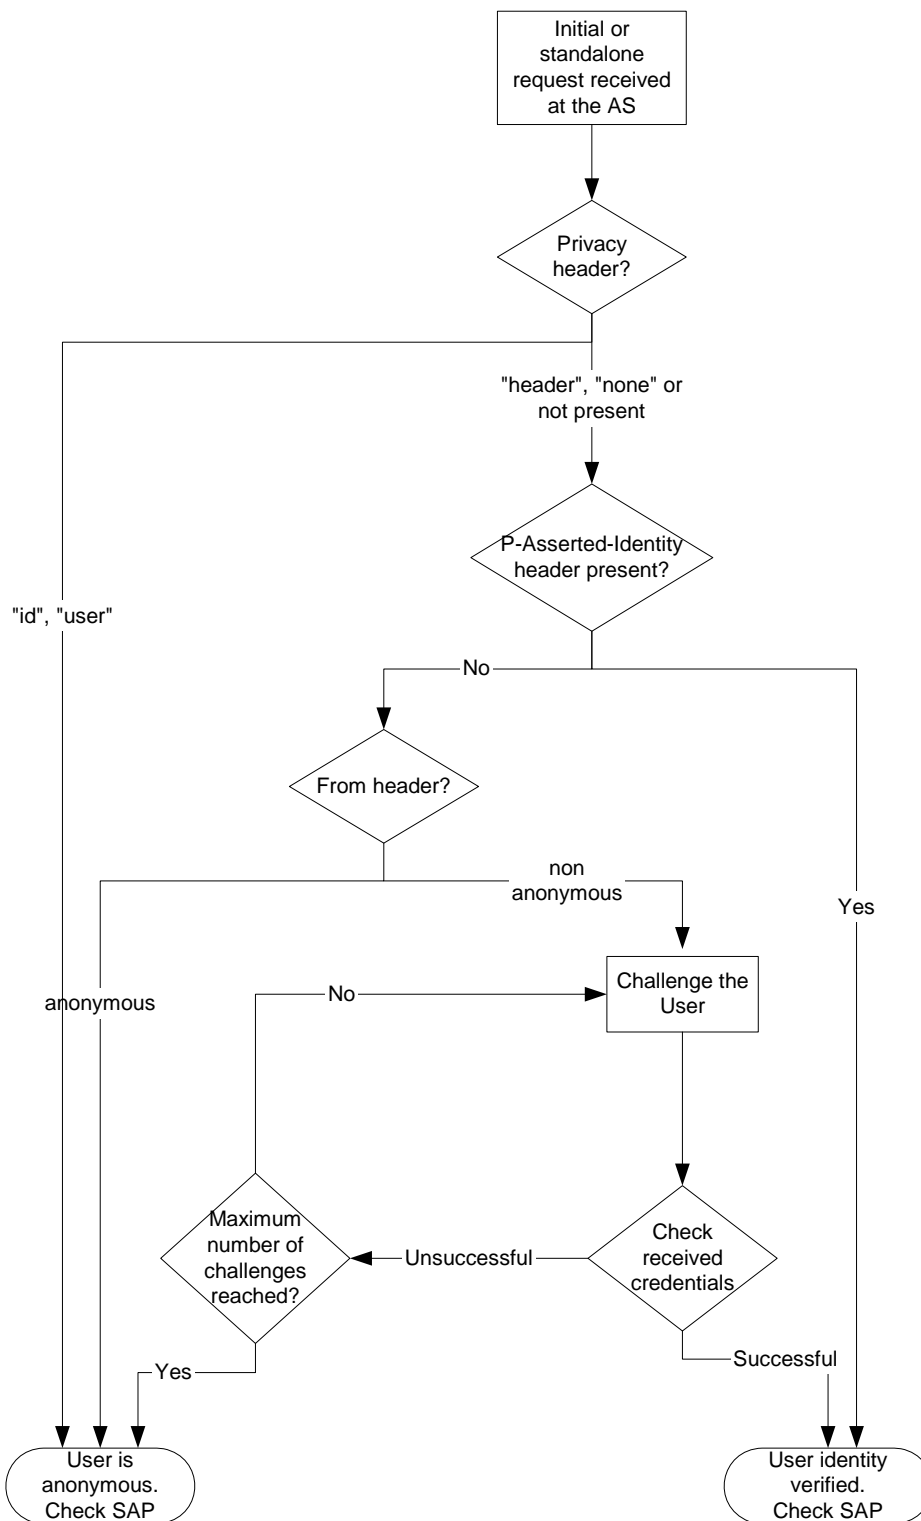 Initial or
standalone
request received
at the AS
Privacy
header?
"header", "none" or
not present
P-Asserted-Identity
header present?
"id", "user"
No
From header?
non
anonymous
Yes
anonymous
No
Challenge the
User
Maximum
number of
challenges
reached?
Unsuccessful
Check
received
credentials
Yes
Successful
User is
anonymous.
Check SAP
User identity
verified.
Check SAP